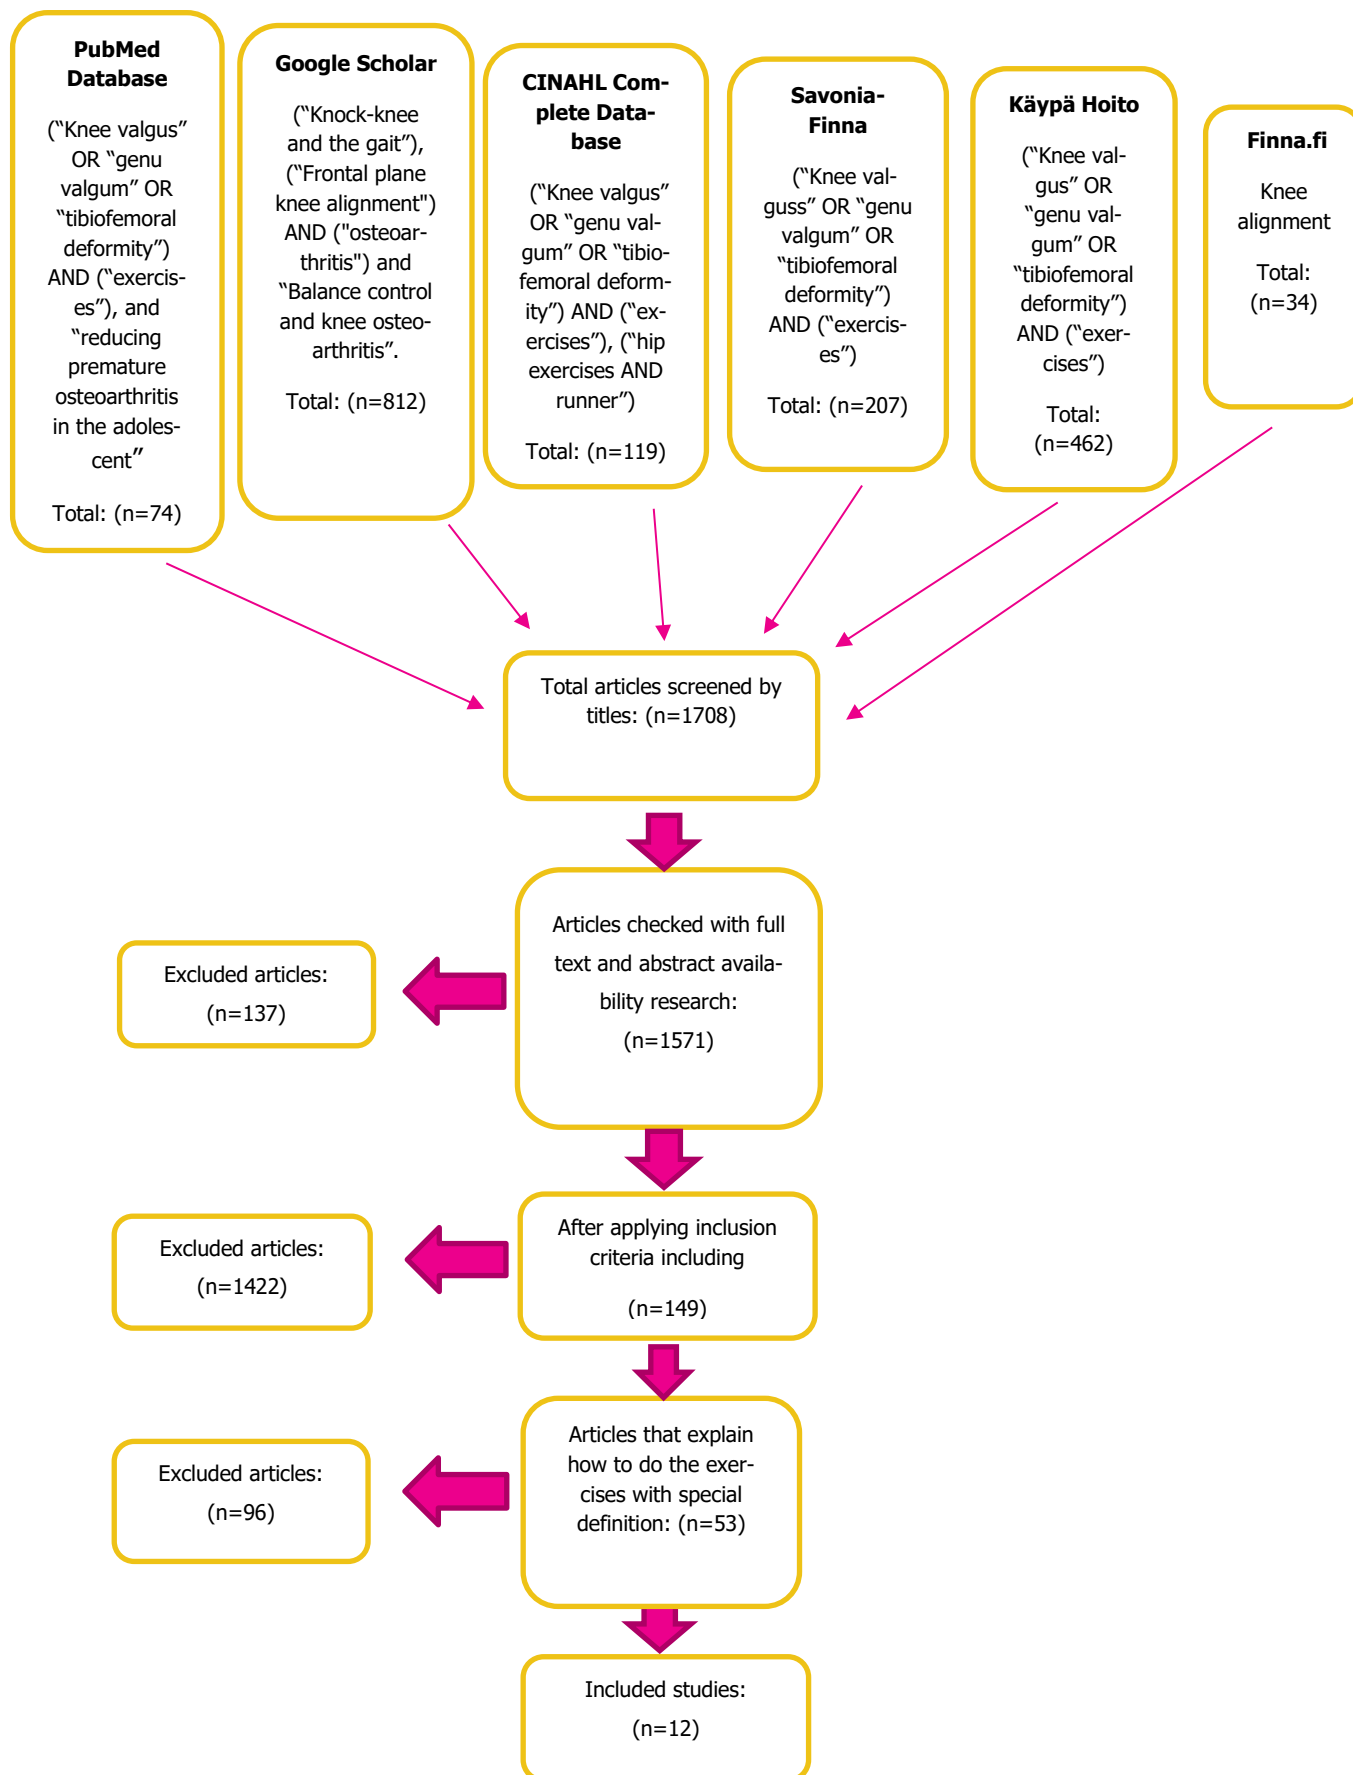 PubMed
Database
(“Knee valgus”
OR “genu
valgum” OR
“tibiofemoral
deformity”)
AND (“exercis-
es”), and
“reducing
premature
osteoarthritis
in the adoles-
cent”
Total: (n=74)
Google Scholar
(“Knock-knee
and the gait”),
(“Frontal plane
knee alignment")
AND ("osteoar-
thritis") and
“Balance control
and knee osteo-
arthritis”.
Total: (n=812)
CINAHL Com-
plete Data-
base
(“Knee valgus”
OR “genu val-
gum” OR “tibio-
femoral deform-
ity”) AND (“ex-
ercises”), (“hip
exercises AND
runner”)
Total: (n=119)
Savonia-
Finna
(“Knee val-
guss” OR “genu
valgum” OR
“tibiofemoral
deformity”)
AND (“exercis-
es”)
Total: (n=207)
Käypä Hoito
(“Knee val-
gus” OR
“genu val-
gum” OR
“tibiofemoral
deformity”)
AND (“exer-
cises”)
Total:
(n=462)
Finna.fi
Knee
alignment
Total:
(n=34)
Total articles screened by
titles: (n=1708)
Articles checked with full
text and abstract availa-
bility research:
(n=1571)
Excluded articles:
(n=137)
After applying inclusion
criteria including
(n=149)
Excluded articles:
(n=1422)
Articles that explain
how to do the exer-
cises with special
definition: (n=53)
Excluded articles:
(n=96)
Included studies:
(n=12)